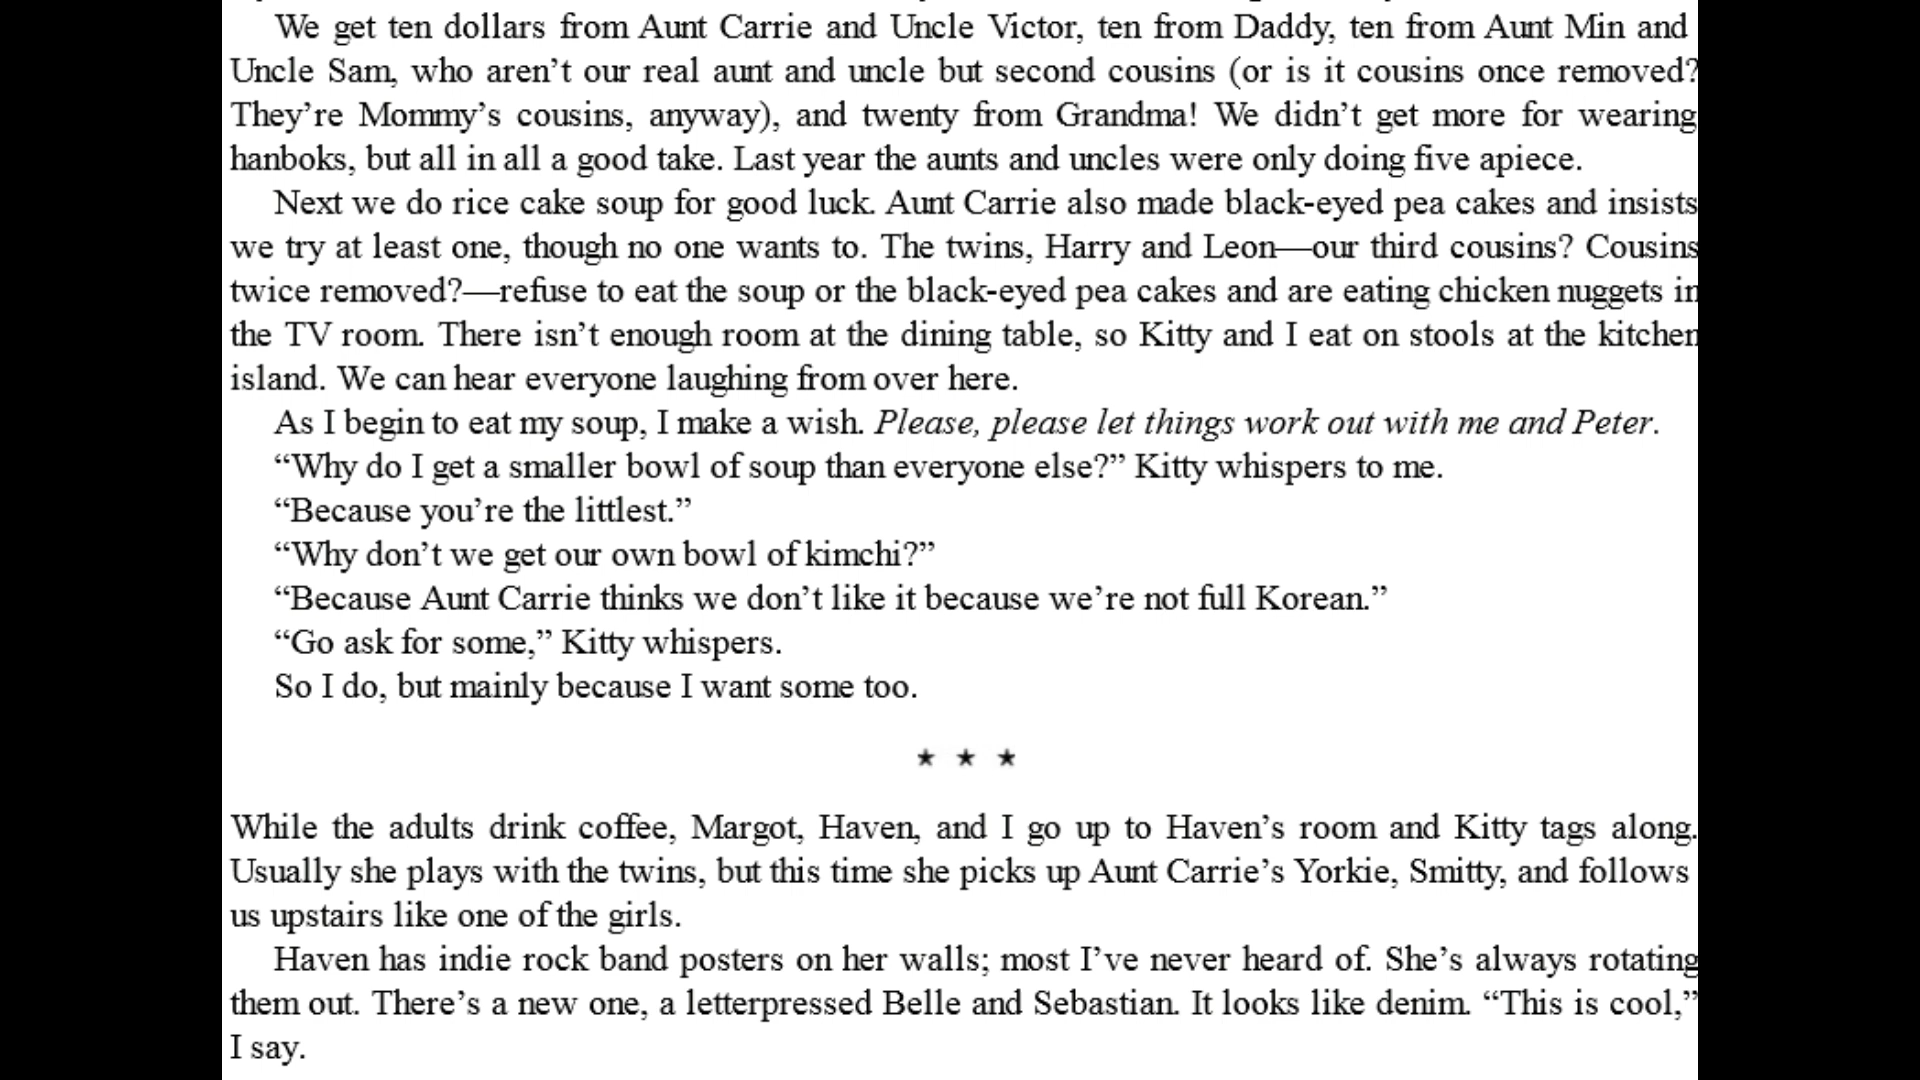 We get ten dollars from Aunt Carrie and Uncle Victor, ten from Daddy, ten from Aunt Min and
Uncle Sam, who aren’t our real aunt and uncle but second cousins (or is it cousins once removed?
They’re Mommy’s cousins, anyway), and twenty from Grandma! We didn’t get more for wearing
hanboks, but all in all a good take. Last year the aunts and uncles were only doing five apiece.
Next we do rice cake soup for good luck. Aunt Carrie also made black-eyed pea cakes and insists
we try at least one, though no one wants to. The twins, Harry and Leon—our third cousins? Cousins
twice removed?—refuse to eat the soup or the black-eyed pea cakes and are eating chicken nuggets in
the TV room. There isn’t enough room at the dining table, so Kitty and I eat on stools at the kitchen
island. We can hear everyone laughing from over here.
As I begin to eat my soup, I make a wish. Please, please let things work out with me and Peter.
“Why do I get a smaller bowl of soup than everyone else?” Kitty whispers to me.
“Because you’re the littlest.”
“Why don’t we get our own bowl of kimchi?”
“Because Aunt Carrie thinks we don’t like it because we’re not full Korean.”
“Go ask for some,” Kitty whispers.
So I do, but mainly because I want some too.
★ ★ ★
While the adults drink coffee, Margot, Haven, and I go up to Haven’s room and Kitty tags along.
Usually she plays with the twins, but this time she picks up Aunt Carrie’s Yorkie, Smitty, and follows
us upstairs like one of the girls.
Haven has indie rock band posters on her walls; most I’ve never heard of. She’s always rotating
them out. There’s a new one, a letterpressed Belle and Sebastian. It looks like denim. “This is cool,”
I say.